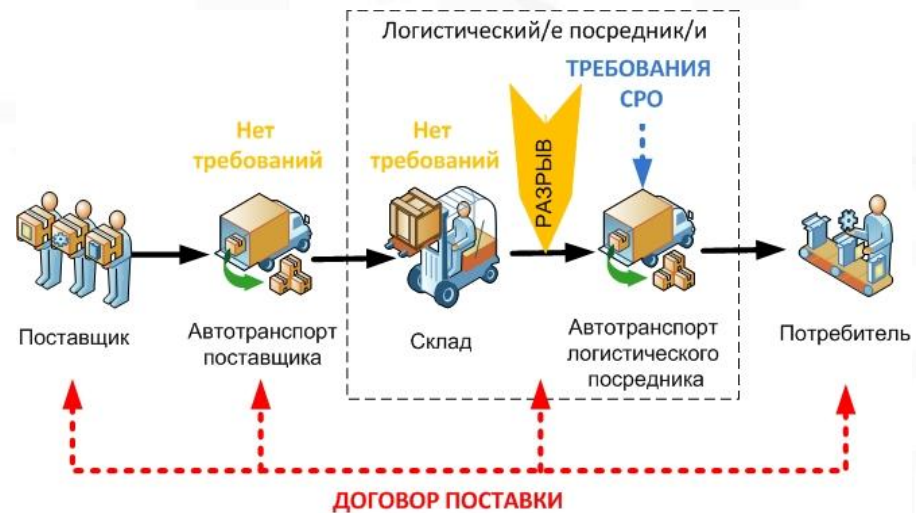 Логистический/е посредник/и
ТРЕБОВАНИЯ
СРО
Нет
требований
Нет
требований
РАЗРЫВ
Поставщик
Автотранспорт
поставщика
Склад
Автотранспорт
логистического
посредника
Потребитель
ДОГОВОР ПОСТАВКИ